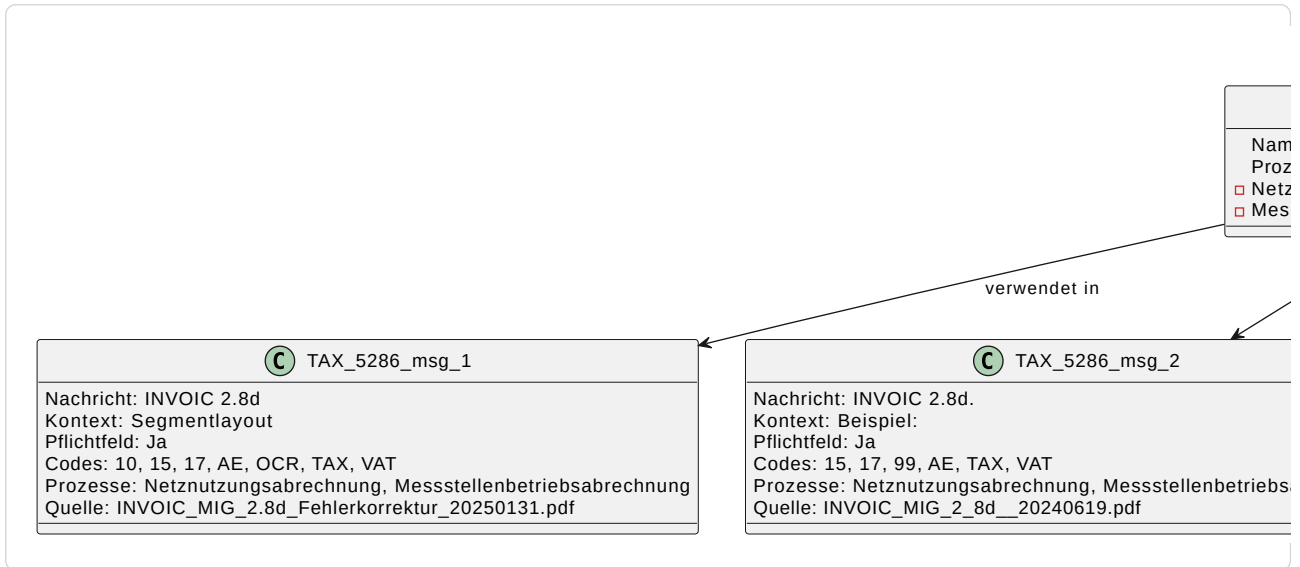 Nam
Proz
Netz
Mes
verwendet in
C TAX_5286_msg_1
Nachricht: INVOIC 2.8d
Kontext: Segmentlayout
Pflichtfeld: Ja
Codes: 10, 15, 17, AE, OCR, TAX, VAT
Prozesse: Netznutzungsabrechnung, Messstellenbetriebsabrechnung
Quelle: INVOIC_MIG_2.8d_Fehlerkorrektur_20250131.pdf
C TAX_5286_msg_2
Nachricht: INVOIC 2.8d.
Kontext: Beispiel:
Pflichtfeld: Ja
Codes: 15, 17, 99, AE, TAX, VAT
Prozesse: Netznutzungsabrechnung, Messstellenbetriebsa
Quelle: INVOIC_MIG_2_8d__20240619.pdf